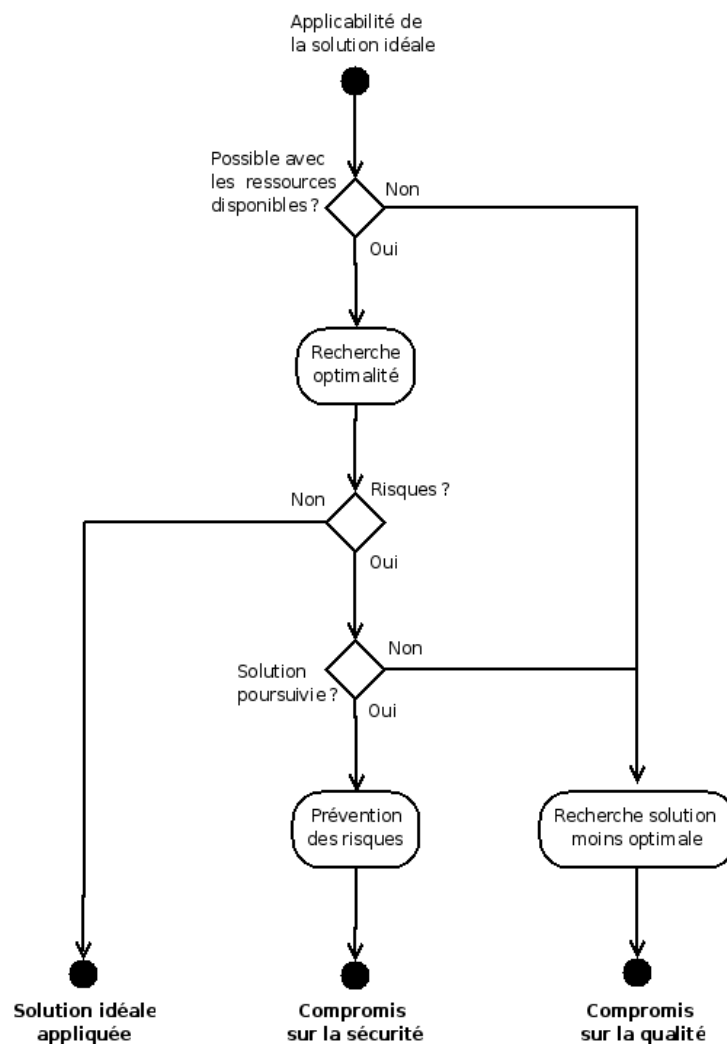 Applicabilité de
la solution idéale
Possible avec
les ressources
disponibles ?
Non
Oui
Recherche
optimalité
Risques ?
Non
Oui
Solution
poursuivie ?
Non
Oui
Prévention
des risques
Recherche solution
moins optimale
Solution idéale
appliquée
Compromis
sur la sécurité
Compromis
sur la qualité